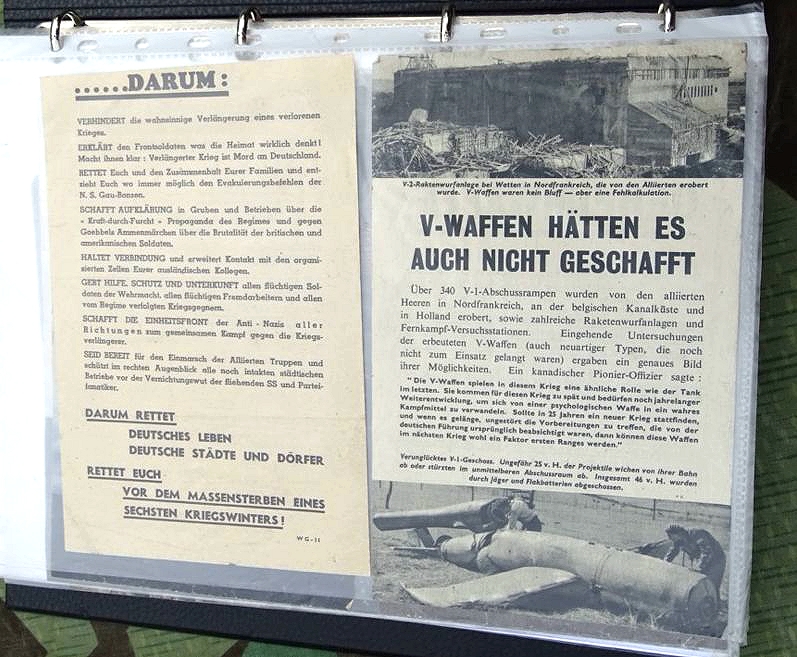 ......DARUM:
VERHINDERT die wahnsinnige Verlängerung eines verlorenen
Krieges.
ERKLÄRT den Frontsoldaten was die Heimat wirklich denkt!
Macht ihnen klar : Verlängerter Krieg ist Mord an Deutschland.
RETTET Euch und den Zusammenhalt Eurer Familien und ent-
zieht Euch wo immer möglich den Evakuierungsbefehlen der
N. S. Gau-Bonzen.
SCHAFFT AUFKLÄRUNG in Gruben und Betrieben über die
« Kraft-durch-Furcht » Propaganda des Regimes und gegen
Goebbels Ammenmärchen über die Brutalität der britischen und
amerikanischen Soldaten.
HALTET VERBINDUNG und erweitert Kontakt mit den organi-
sierten Zellen Eurer ausländischen Kollegen.
GEBT HILFE, SCHUTZ UND UNTERKUNFT allen flüchtigen Sol-
daten der Wehrmacht, allen flüchtigen Fremdarbeitern und allen
vom Regime verfolgten Kriegsgegnern.
SCHAFFT DIE EINHEITSFRONT der Anti - Nazis aller
Richtungen zum gemeinsamen Kampf gegen die Kriegs-
verlängerer.
SEID BEREIT für den Einmarsch der Alliierten Truppen und
schützt im rechten Augenblick alle noch intakten städtischen
Betriebe vor der Vernichtungswut der fliehenden SS und Partei-
fanatiker.
DARUM RETTET
DEUTSCHES LEBEN
DEUTSCHE STÄDTE UND DÖRFER
RETTET EUCH
VOR DEM MASSENSTERBEN EINES
SECHSTEN KRIEGSWINTERS!
WG-11
V-2-Raktenwurfanlage bei Watten in Nordfrankreich, die von den Alliierten erobert
wurde. V-Waffen waren kein Bluff — aber eine Fehlkalkulation.
V-WAFFEN HÄTTEN ES
AUCH NICHT GESCHAFFT
Über 340 V-1-Abschussrampen wurden von den alliierten
Heeren in Nordfrankreich, an der belgischen Kanalküste und
in Holland erobert, sowie zahlreiche Raketenwurfanlagen und
Fernkampf-Versuchsstationen. Eingehende Untersuchungen
der erbeuteten V-Waffen (auch neuartiger Typen, die noch
nicht zum Einsatz gelangt waren) ergaben ein genaues Bild
ihrer Möglichkeiten. Ein kanadischer Pionier-Offizier sagte :
" Die V-Waffen spielen in diesem Krieg eine ähnliche Rolle wie der Tank
im letzten. Sie kommen für diesen Krieg zu spät und bedürfen noch jahrelanger
Weiterentwicklung, um sich von einer psychologischen Waffe in ein wahres
Kampfmittel zu verwandeln. Sollte in 25 Jahren ein neuer Krieg stattfinden,
und wenn es gelänge, ungestört die Vorbereitungen zu treffen, die von der
deutschen Führung ursprünglich beabsichtigt waren, dann können diese Waffen
im nächsten Krieg wohl ein Faktor ersten Ranges werden."
Verunglücktes V-1-Geschoss. Ungefähr 25 v. H. der Projektile wichen von ihrer Bahn
ab oder stürzten im unmittelbaren Abschussraum ab. Insgesamt 46 v. H. wurden
durch Jäger und Flakbatterien abgeschossen.